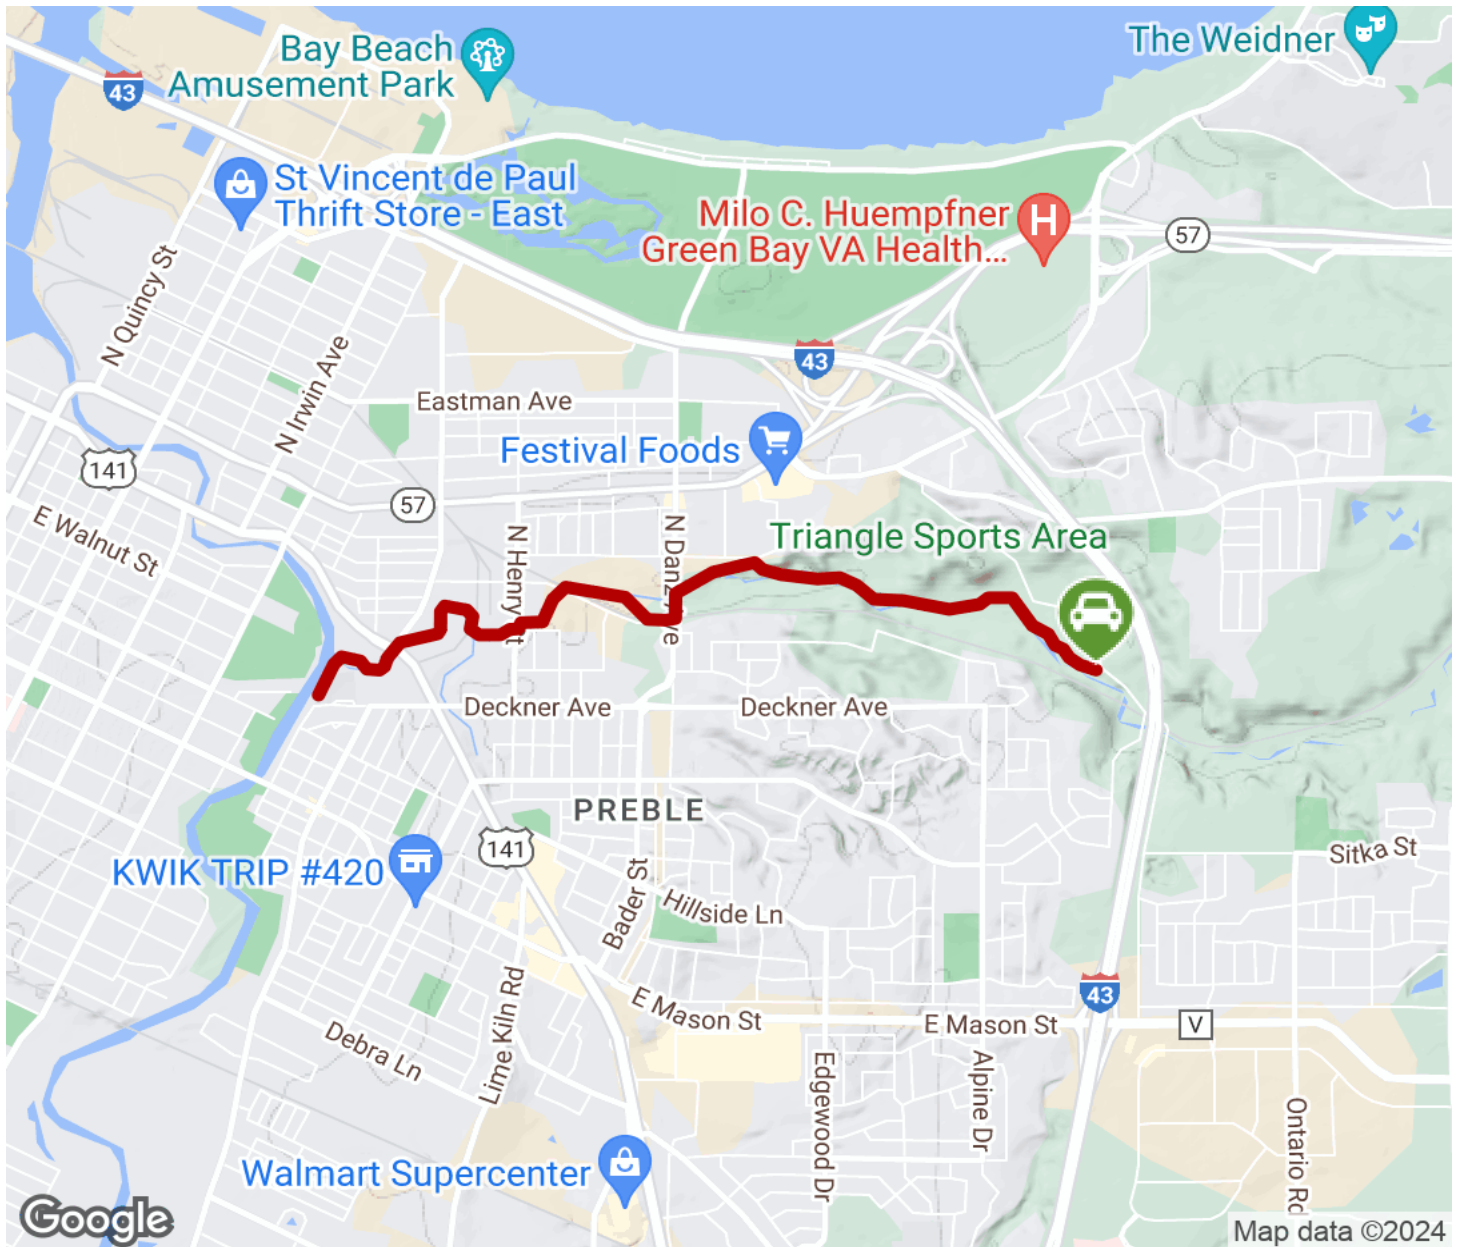 Bay Beach
Amusement Park
The Weidner
43
St Vincent de Paul
Thrift Store - East
Milo C. Huempfner
Green Bay VA Health...
H
57
N Quincy St
N Irwin Ave
43
Eastman Ave
Festival Foods
141
57
E Walnut St
N Henry St
N Danz Ave
Triangle Sports Area
Deckner Ave
Deckner Ave
PREBLE
141
KWIK TRIP #420
Sitka St
Bader St
Hillside Ln
43
E Mason St
E Mason St
V
Lime Kiln Rd
Debra Ln
Edgewood Dr
Alpine Dr
Ontario Rd
Walmart Supercenter
Google
Map data ©2024